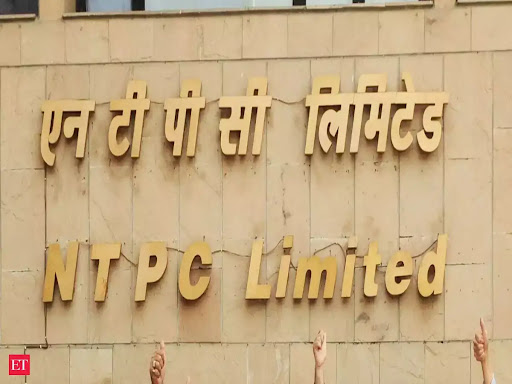 एन टी पी सी लिमिटेड
NTPC Limited
ET